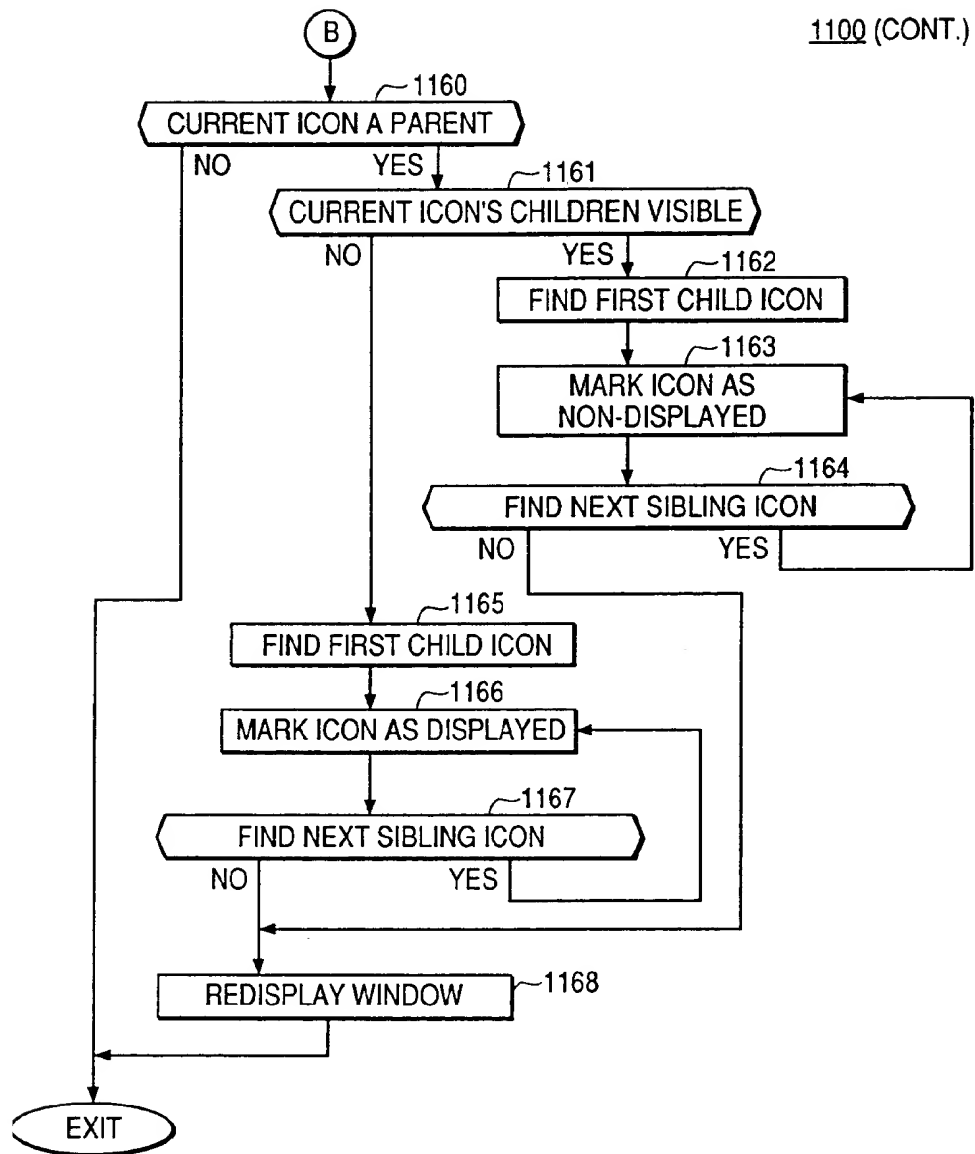 1100 (CONT.)
B
1160
CURRENT ICON A PARENT
NO
YES
1161
CURRENT ICON'S CHILDREN VISIBLE
NO
YES
1162
FIND FIRST CHILD ICON
1163
MARK ICON AS
NON-DISPLAYED
1164
FIND NEXT SIBLING ICON
NO
YES
1165
FIND FIRST CHILD ICON
1166
MARK ICON AS DISPLAYED
1167
FIND NEXT SIBLING ICON
NO
YES
REDISPLAY WINDOW
1168
EXIT